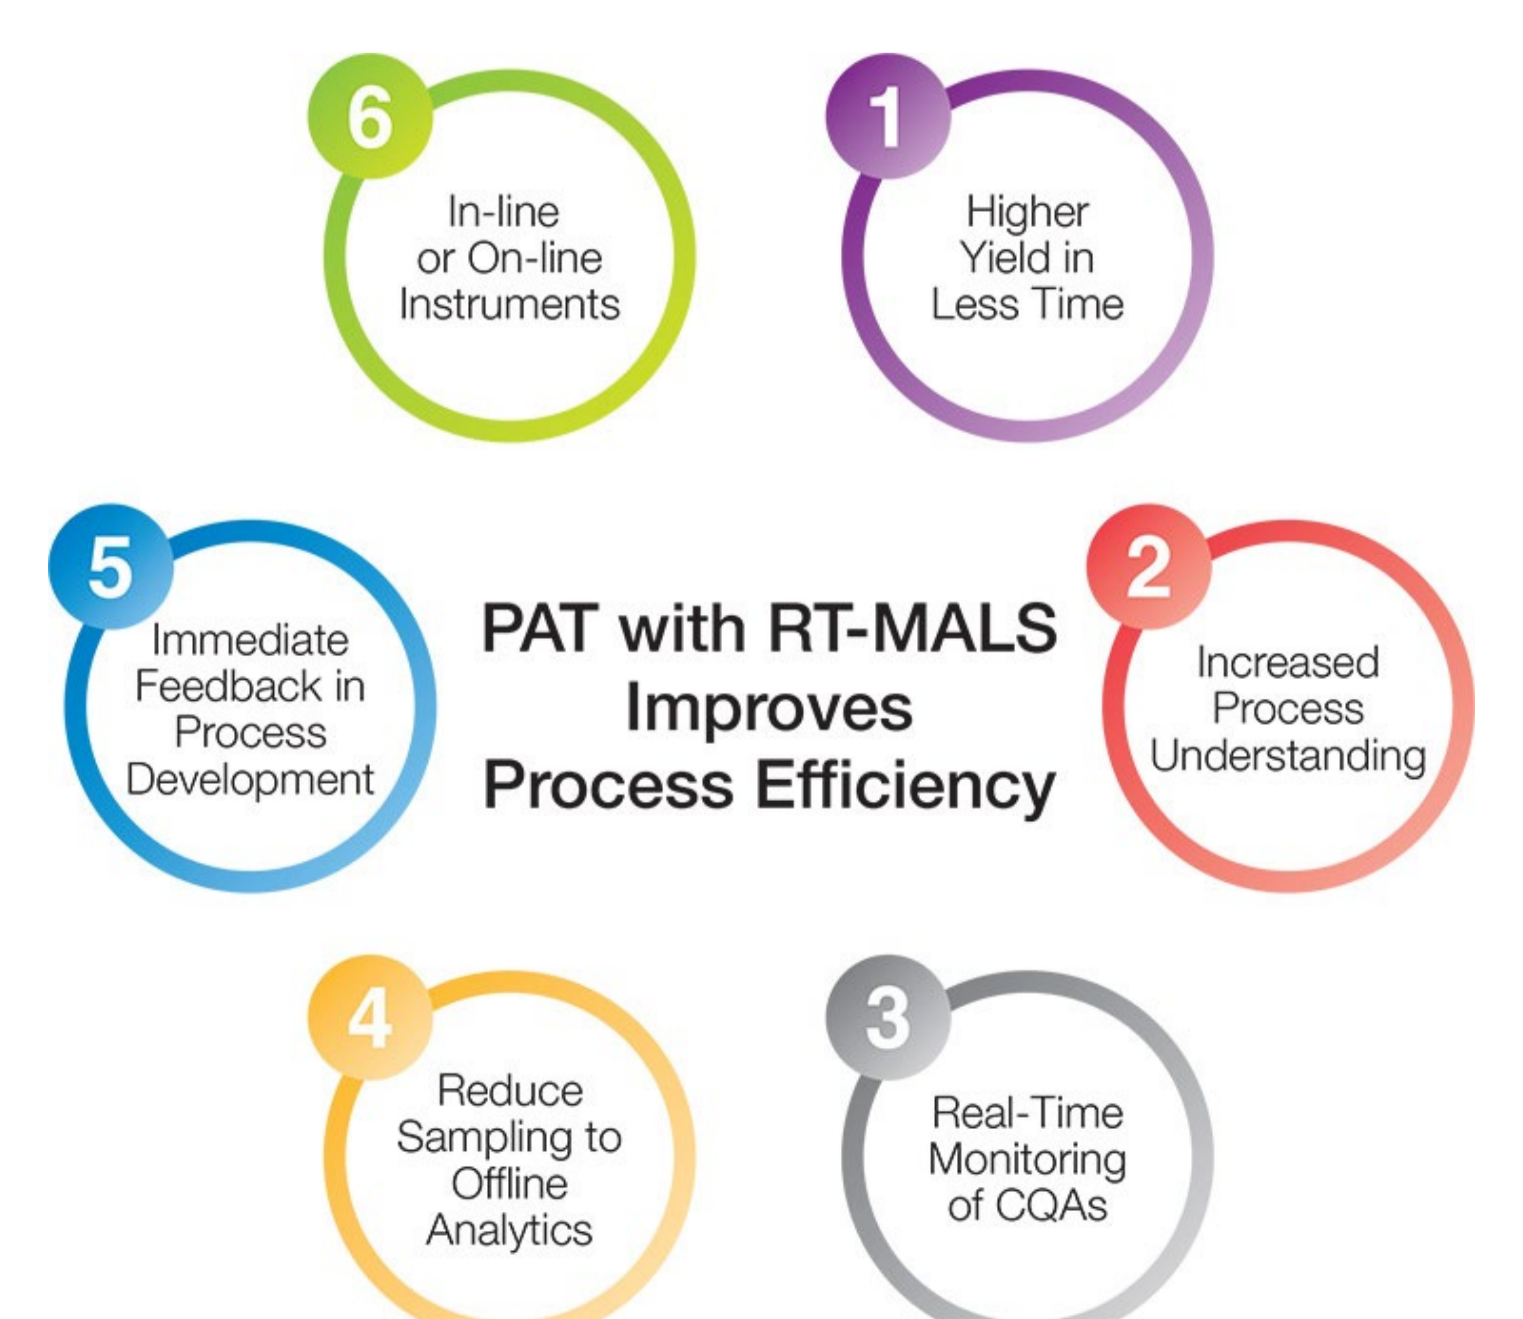 6
In-line
or On-line
Instruments
1
Higher
Yield in
Less Time
5
Immediate
Feedback in
Process
Development
PAT with RT-MALS
Improves
Process Efficiency
2
Increased
Process
Understanding
4
Reduce
Sampling to
Offline
Analytics
3
Real-Time
Monitoring
of CQAs